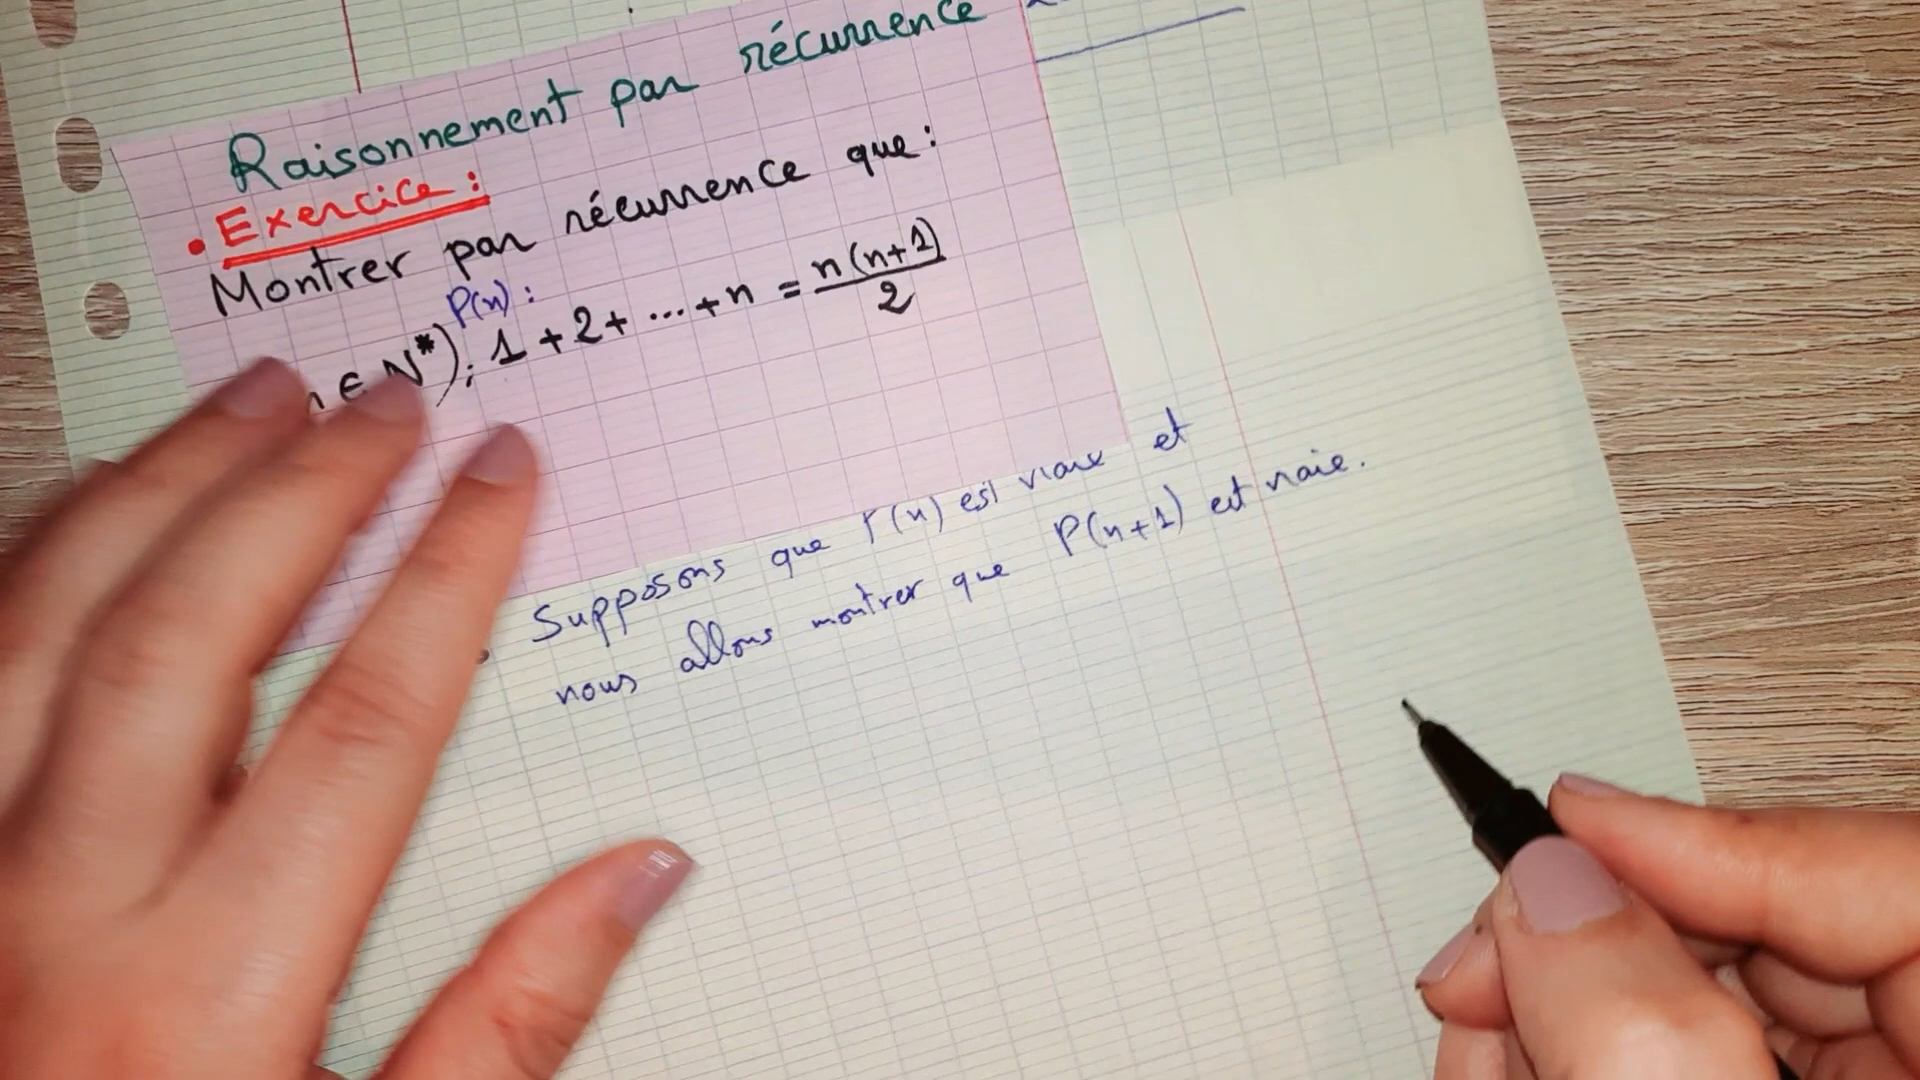 Raisonnement par récurrence
• Exercice :
Montrer par récurrence que :
P(n) :
n ∈ N*) ; 1 + 2 + ... + n = n(n+1)/2
• Supposons que P(n) est vraie et
nous allons montrer que P(n+1) est vraie.